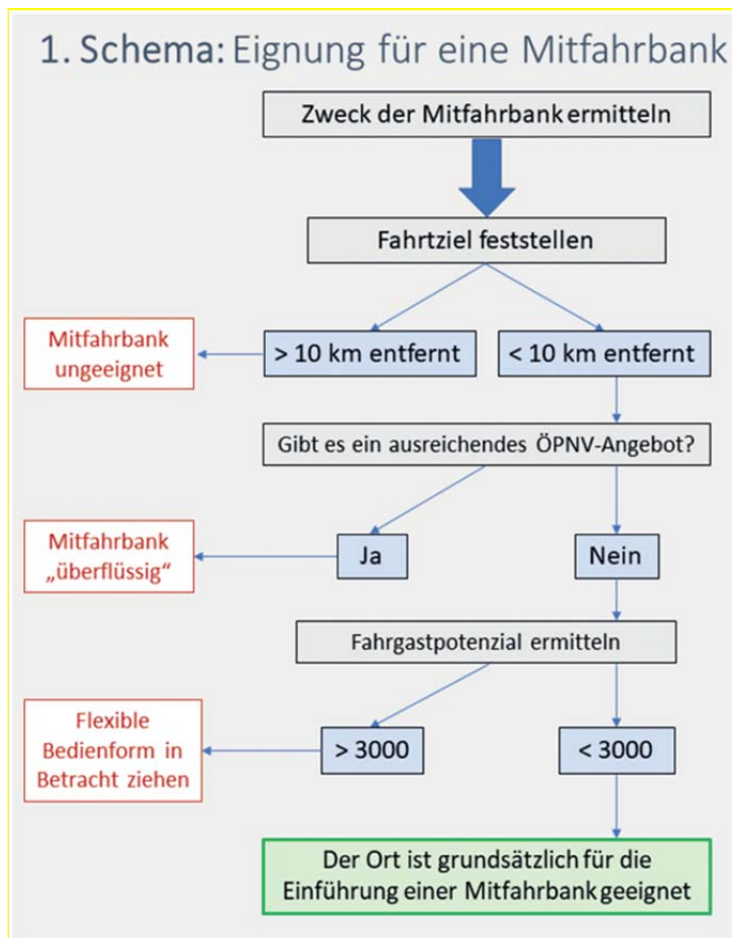 1. Schema: Eignung für eine Mitfahrbank
Zweck der Mitfahrbank ermitteln
Fahrtziel feststellen
Mitfahrbank
ungeeignet
> 10 km entfernt
< 10 km entfernt
Gibt es ein ausreichendes ÖPNV-Angebot?
Mitfahrbank
„überflüssig“
Ja
Nein
Fahrgastpotenzial ermitteln
Flexible
Bedienform in
Betracht ziehen
> 3000
< 3000
Der Ort ist grundsätzlich für die
Einführung einer Mitfahrbank geeignet